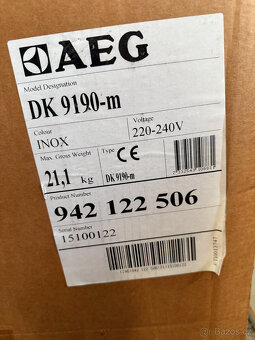 AEG
Model Designation
DK 9190-m
Colour
INOX
Voltage
220-240V
Max. Gross Weight
21,1 Kg
Type
CE
DK 9190-m
Product Number
942 122 506
Serial Number
15100122